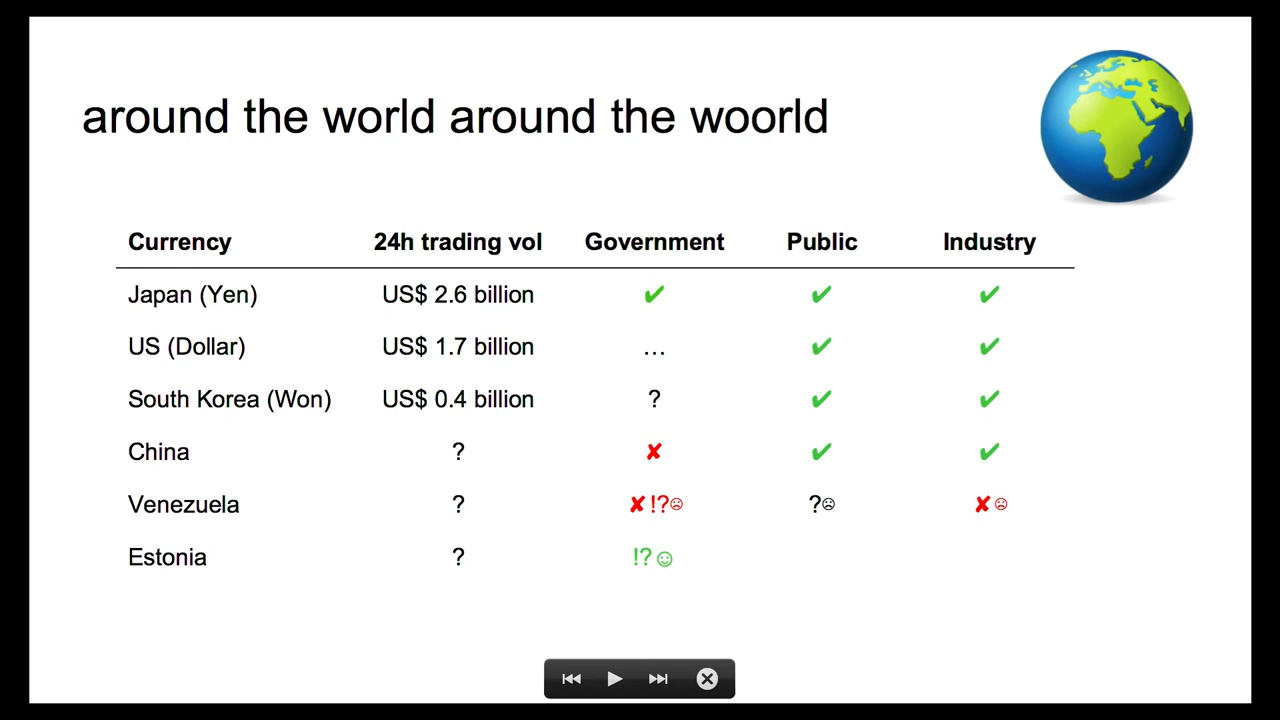 around the world around the woorld
Currency 24h trading vol Government Public Industry
Japan (Yen) US$ 2.6 billion ✔ ✔ ✔
US (Dollar) US$ 1.7 billion … ✔ ✔
South Korea (Won) US$ 0.4 billion ? ✔ ✔
China ? ✘ ✔ ✔
Venezuela ? ✘ !?☹ ?☹ ✘ ☹
Estonia ? !?☺